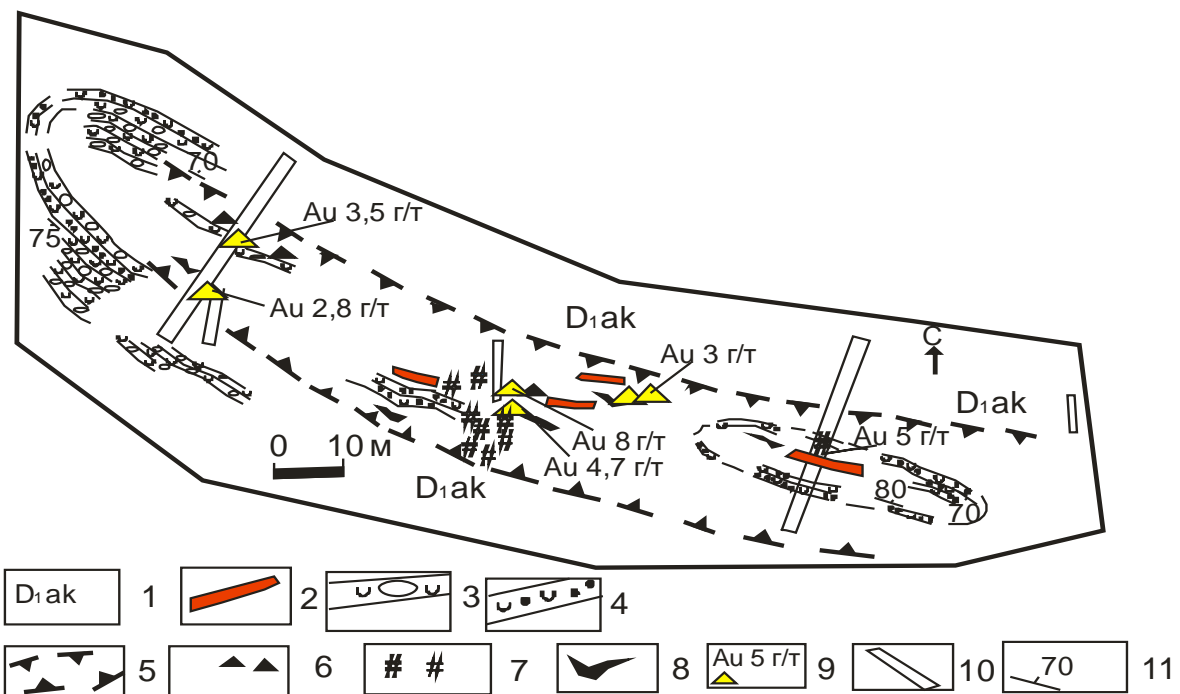 70
Au 3,5 г/т
75
Au 2,8 г/т
D₁ak
C
Au 3 г/т
D₁ak
0 10 м
Au 8 г/т
Au 5 г/т
Au 4,7 г/т
D₁ak
80
70
D₁ak 1 2 3 4
5 6 7 8 Au 5 г/т 9 10 70 11